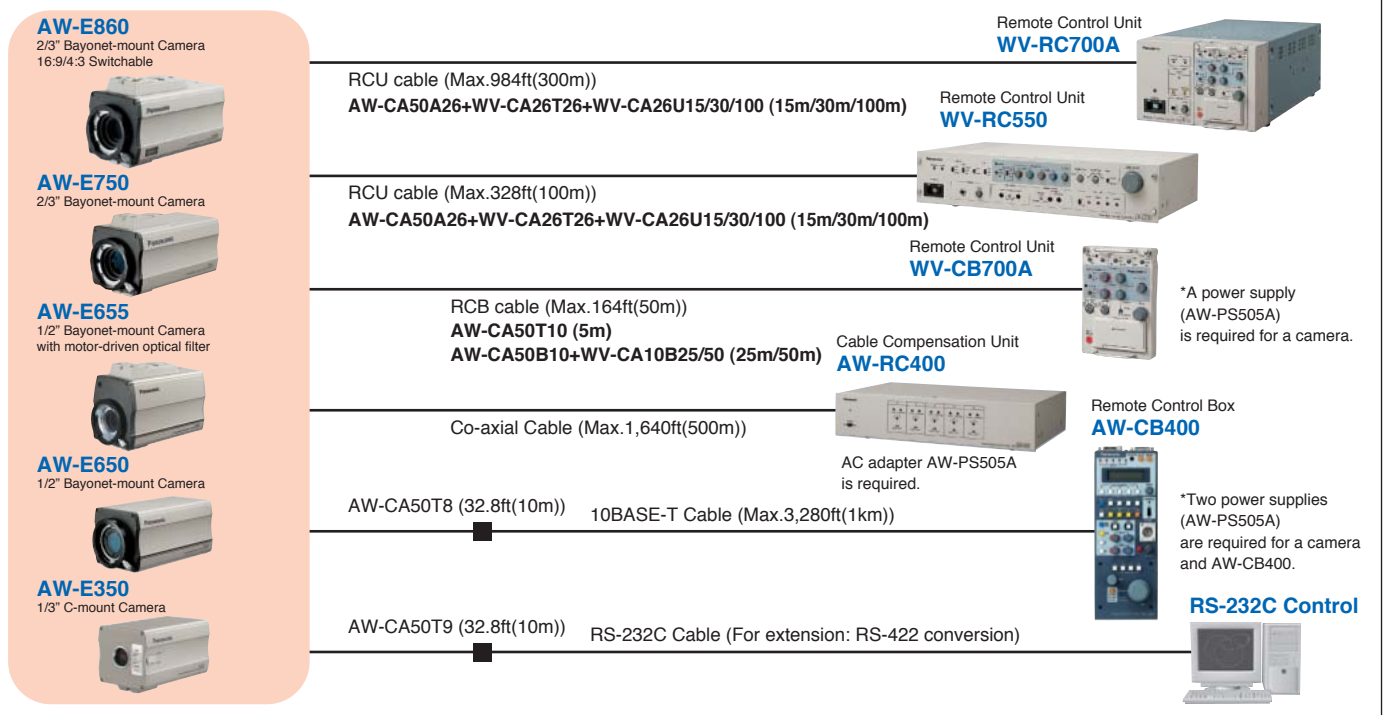 AW-E860
2/3" Bayonet-mount Camera
16:9/4:3 Switchable
AW-E750
2/3" Bayonet-mount Camera
AW-E655
1/2" Bayonet-mount Camera
with motor-driven optical filter
AW-E650
1/2" Bayonet-mount Camera
AW-E350
1/3" C-mount Camera
Remote Control Unit
WV-RC700A
RCU cable (Max.984ft(300m))
AW-CA50A26+WV-CA26T26+WV-CA26U15/30/100 (15m/30m/100m)
Remote Control Unit
WV-RC550
RCU cable (Max.328ft(100m))
AW-CA50A26+WV-CA26T26+WV-CA26U15/30/100 (15m/30m/100m)
Remote Control Unit
WV-CB700A
RCB cable (Max.164ft(50m))
AW-CA50T10 (5m)
AW-CA50B10+WV-CA10B25/50 (25m/50m)
*A power supply
(AW-PS505A)
is required for a camera.
Cable Compensation Unit
AW-RC400
Co-axial Cable (Max.1,640ft(500m))
AC adapter AW-PS505A
is required.
Remote Control Box
AW-CB400
AW-CA50T8 (32.8ft(10m))
10BASE-T Cable (Max.3,280ft(1km))
*Two power supplies
(AW-PS505A)
are required for a camera
and AW-CB400.
RS-232C Control
AW-CA50T9 (32.8ft(10m))
RS-232C Cable (For extension: RS-422 conversion)